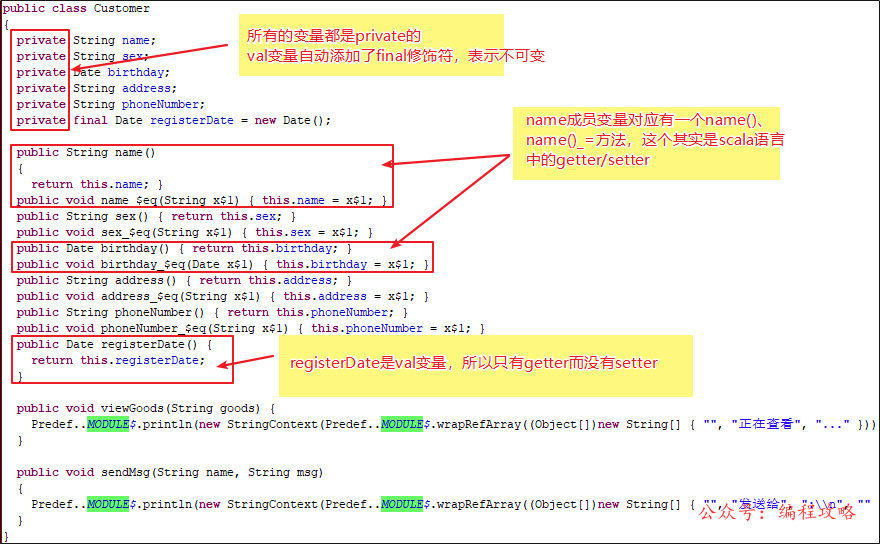 public class Customer
{
private String name;
private String sex;
private Date birthday;
private String address;
private String phoneNumber;
private final Date registerDate = new Date();
所有的变量都是private的
val变量自动添加了final修饰符，表示不可变
name成员变量对应有一个name()、
name()_=方法，这个其实是scala语言
中的getter/setter
public String name()
{
return this.name; }
public void name_$eq(String x$1) { this.name = x$1; }
public String sex() { return this.sex; }
public void sex_$eq(String x$1) { this.sex = x$1; }
public Date birthday() { return this.birthday; }
public void birthday_$eq(Date x$1) { this.birthday = x$1; }
public String address() { return this.address; }
public void address_$eq(String x$1) { this.address = x$1; }
public String phoneNumber() { return this.phoneNumber; }
public void phoneNumber_$eq(String x$1) { this.phoneNumber = x$1; }
public Date registerDate() {
return this.registerDate;
}
registerDate是val变量，所以只有getter而没有setter
public void viewGoods(String goods) {
Predef..MODULE$.println(new StringContext(Predef..MODULE$.wrapRefArray((Object[])new String[] { "", "正在查看", "..." }))
}
public void sendMsg(String name, String msg)
{
Predef..MODULE$.println(new StringContext(Predef..MODULE$.wrapRefArray((Object[])new String[] { "", "发送给", ":\\n", ""
}
}
公众号：编程攻略